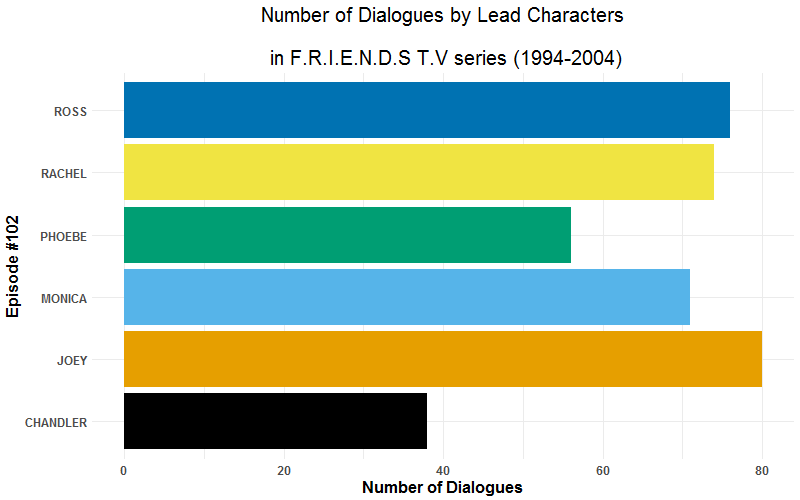 Number of Dialogues by Lead Characters
in F.R.I.E.N.D.S T.V series (1994-2004)
Episode #102
ROSS
RACHEL
PHOEBE
MONICA
JOEY
CHANDLER
0 20 40 60 80
Number of Dialogues